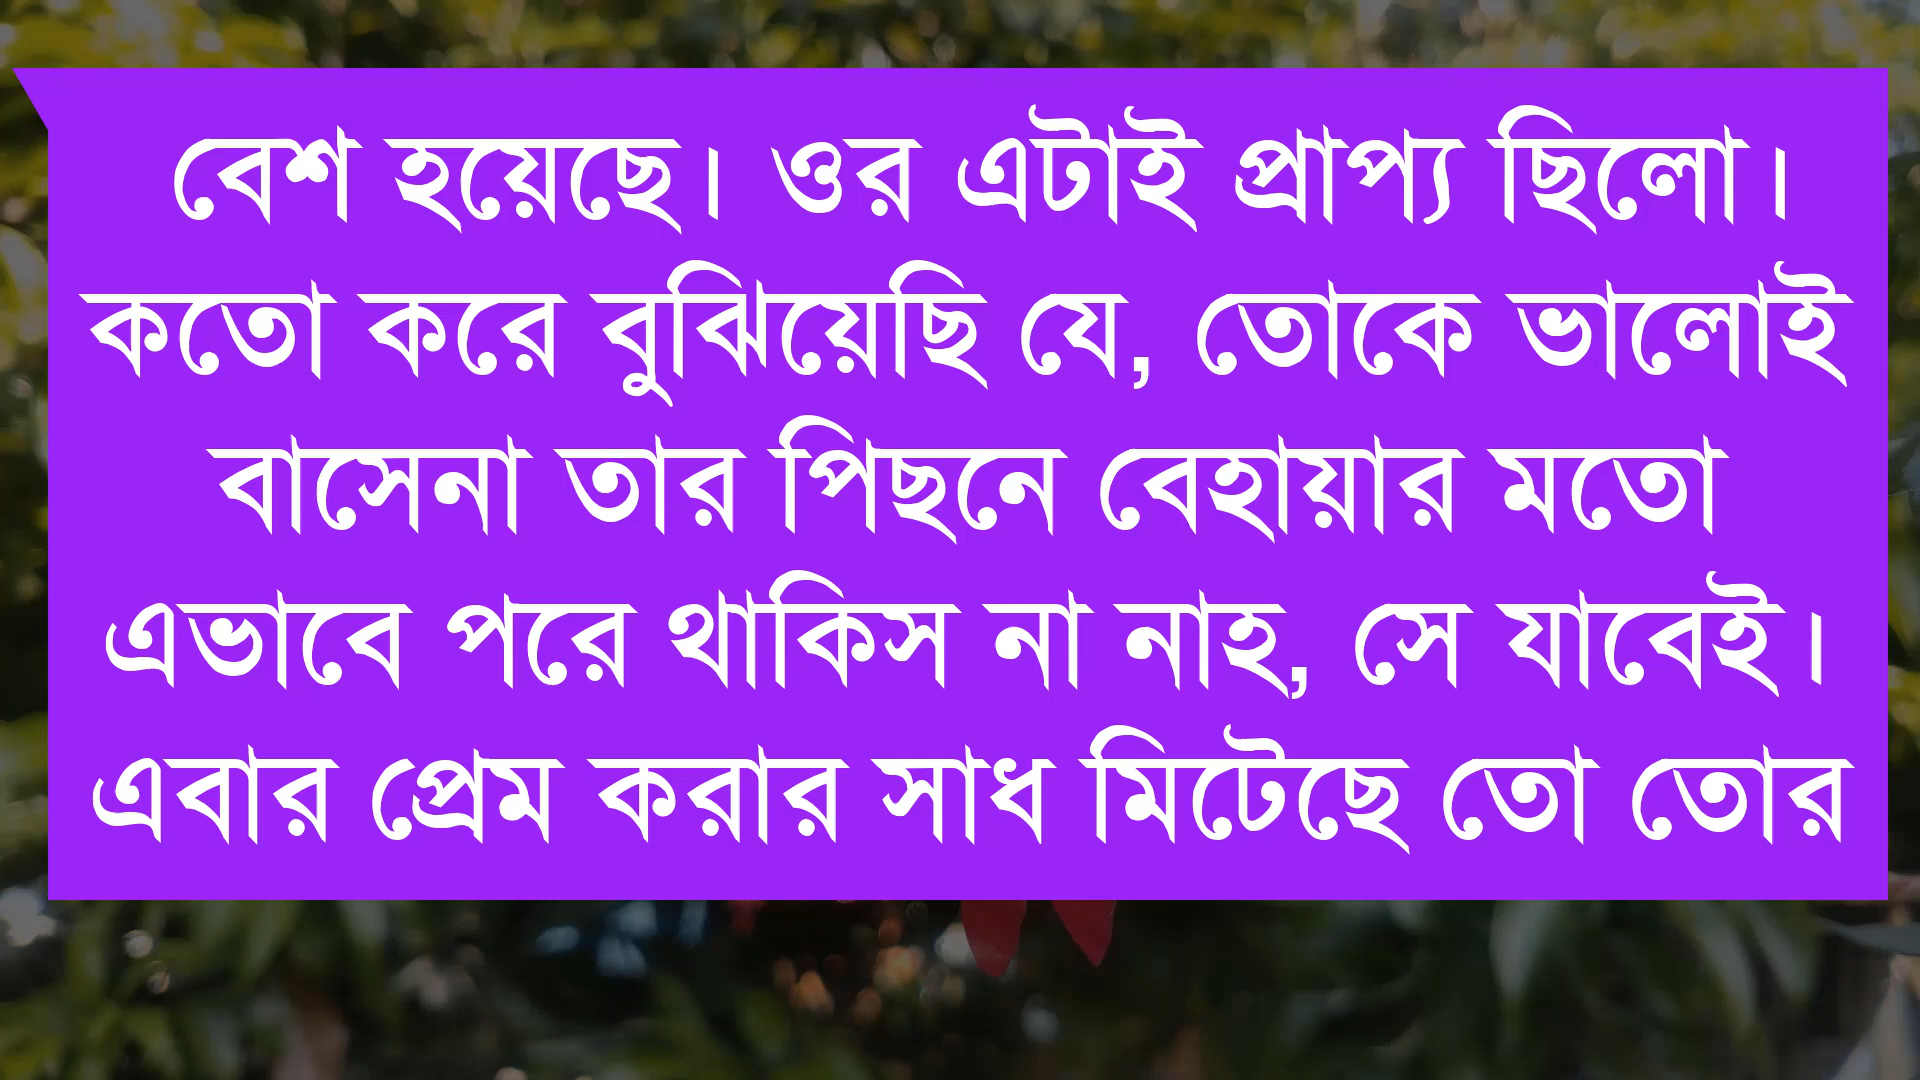 বেশ হয়েছে। ওর এটাই প্রাপ্য ছিলো।
কতো করে বুঝিয়েছি যে, তোকে ভালোই
বাসেনা তার পিছনে বেহায়ার মতো
এভাবে পরে থাকিস না নাহ, সে যাবেই।
এবার প্রেম করার সাধ মিটেছে তো তোর